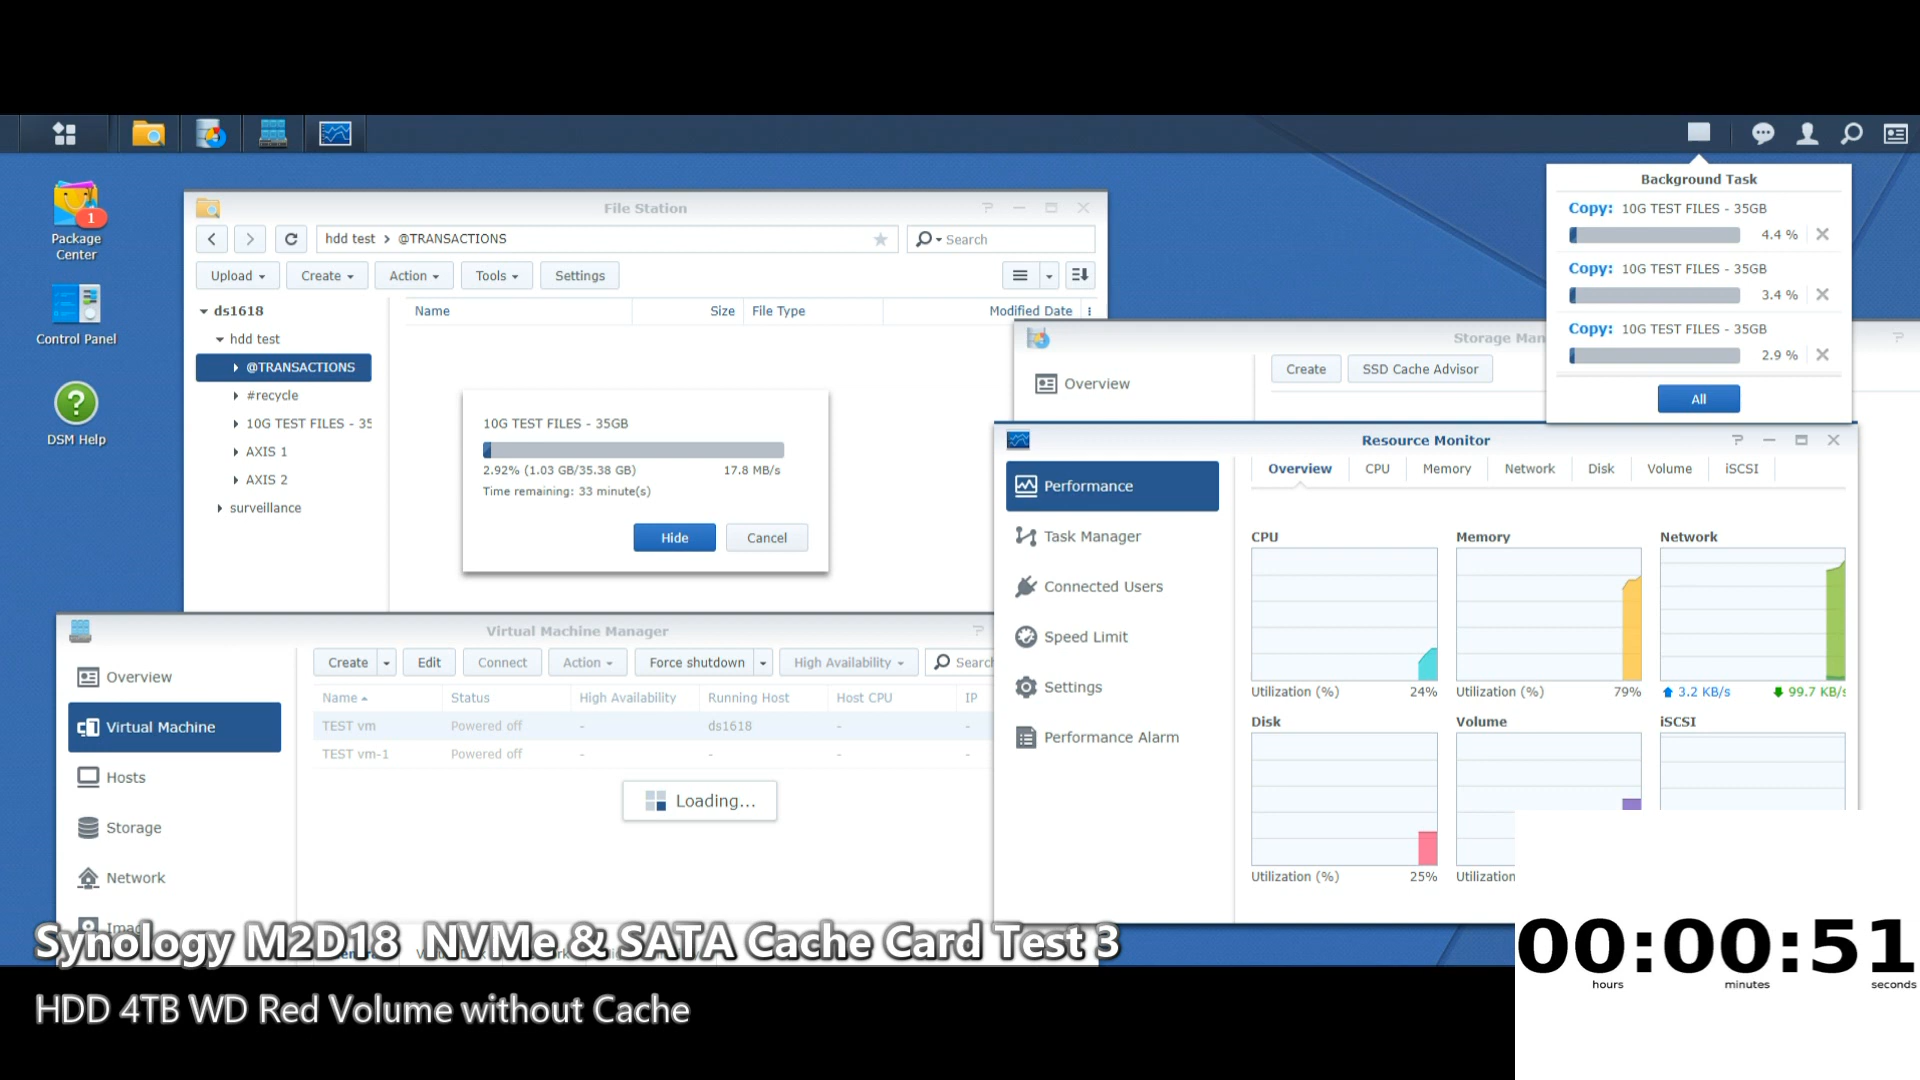 Background Task
Copy: 10G TEST FILES - 35GB
4.4 %
Copy: 10G TEST FILES - 35GB
3.4 %
Copy: 10G TEST FILES - 35GB
2.9 %
All
1
Package Center
Control Panel
DSM Help
File Station
hdd test > @TRANSACTIONS
Search
Upload Create Action Tools Settings
ds1618
hdd test
@TRANSACTIONS
#recycle
10G TEST FILES - 35
AXIS 1
AXIS 2
surveillance
Name Size File Type Modified Date
10G TEST FILES - 35GB
2.92% (1.03 GB/35.38 GB) 17.8 MB/s
Time remaining: 33 minute(s)
Hide Cancel
Storage Man
Overview
Create SSD Cache Advisor
Resource Monitor
Performance
Task Manager
Connected Users
Speed Limit
Settings
Performance Alarm
Overview CPU Memory Network Disk Volume iSCSI
CPU Memory Network
Utilization (%) 24% Utilization (%) 79% 3.2 KB/s 99.7 KB/s
Disk Volume iSCSI
Utilization (%) 25% Utilization
Virtual Machine Manager
Overview
Virtual Machine
Hosts
Storage
Network
Create Edit Connect Action Force shutdown High Availability Search
Name Status High Availability Running Host Host CPU IP
TEST vm Powered off - ds1618 - -
TEST vm-1 Powered off - - - -
Loading...
Synology M2D18 NVMe & SATA Cache Card Test 3
HDD 4TB WD Red Volume without Cache
00:00:51
hours minutes seconds